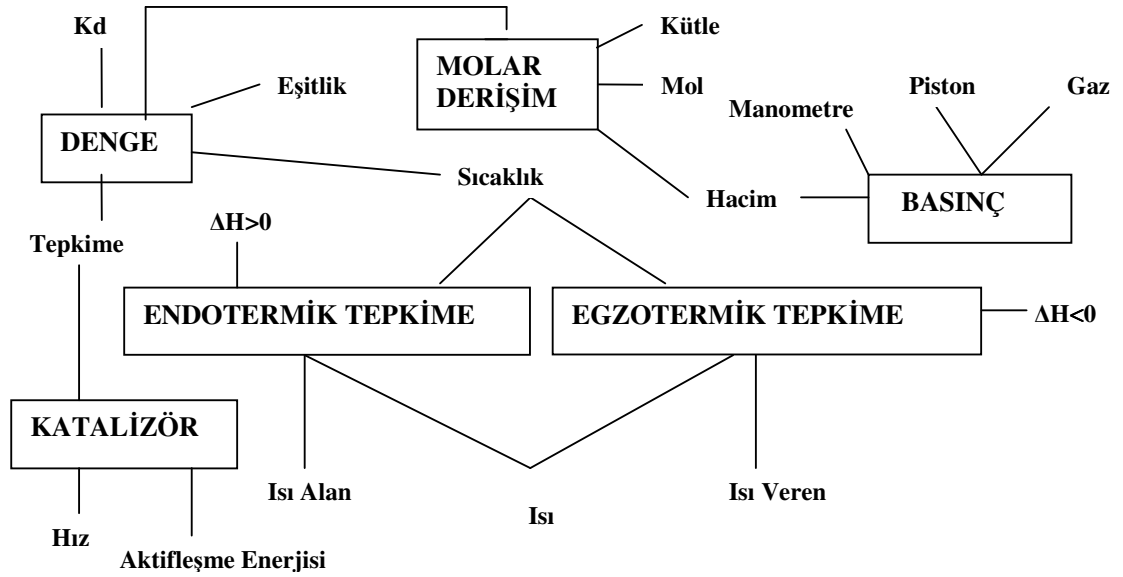 Kd
Kütle
MOLAR
DERİŞİM
Eşitlik
Mol
Piston
Gaz
Manometre
DENGE
Sıcaklık
Hacim
BASINÇ
ΔH>0
Tepkime
ENDOTERMİK TEPKİME
EGZOTERMİK TEPKİME
ΔH<0
KATALİZÖR
Isı Alan
Isı
Isı Veren
Hız
Aktifleşme Enerjisi